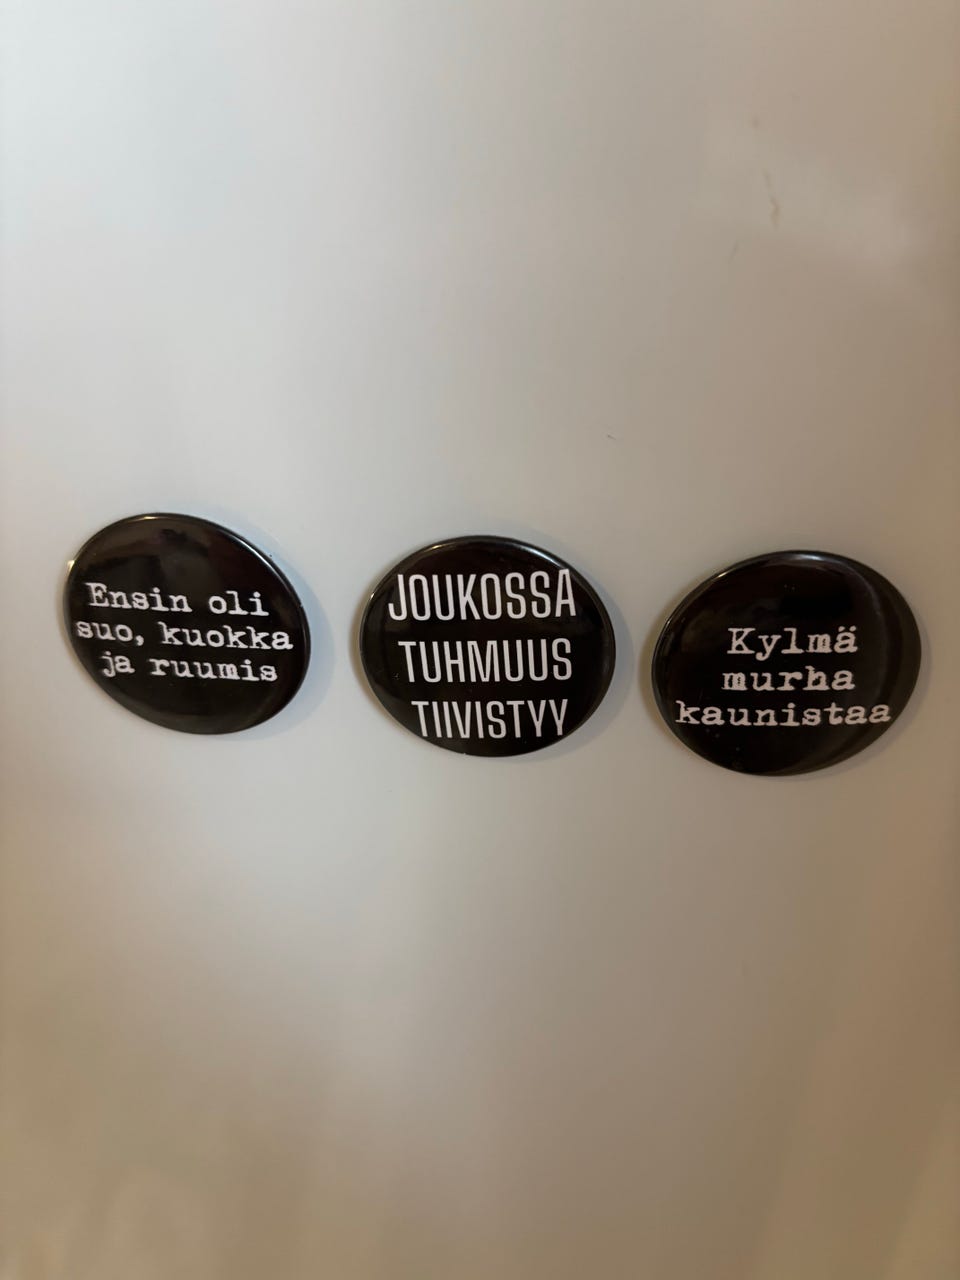 Ensin oli
suo, kuokka
ja ruumis
JOUKOSSA
TUHMUUS
TIIVISTYY
Kylmä
murha
kaunistaa